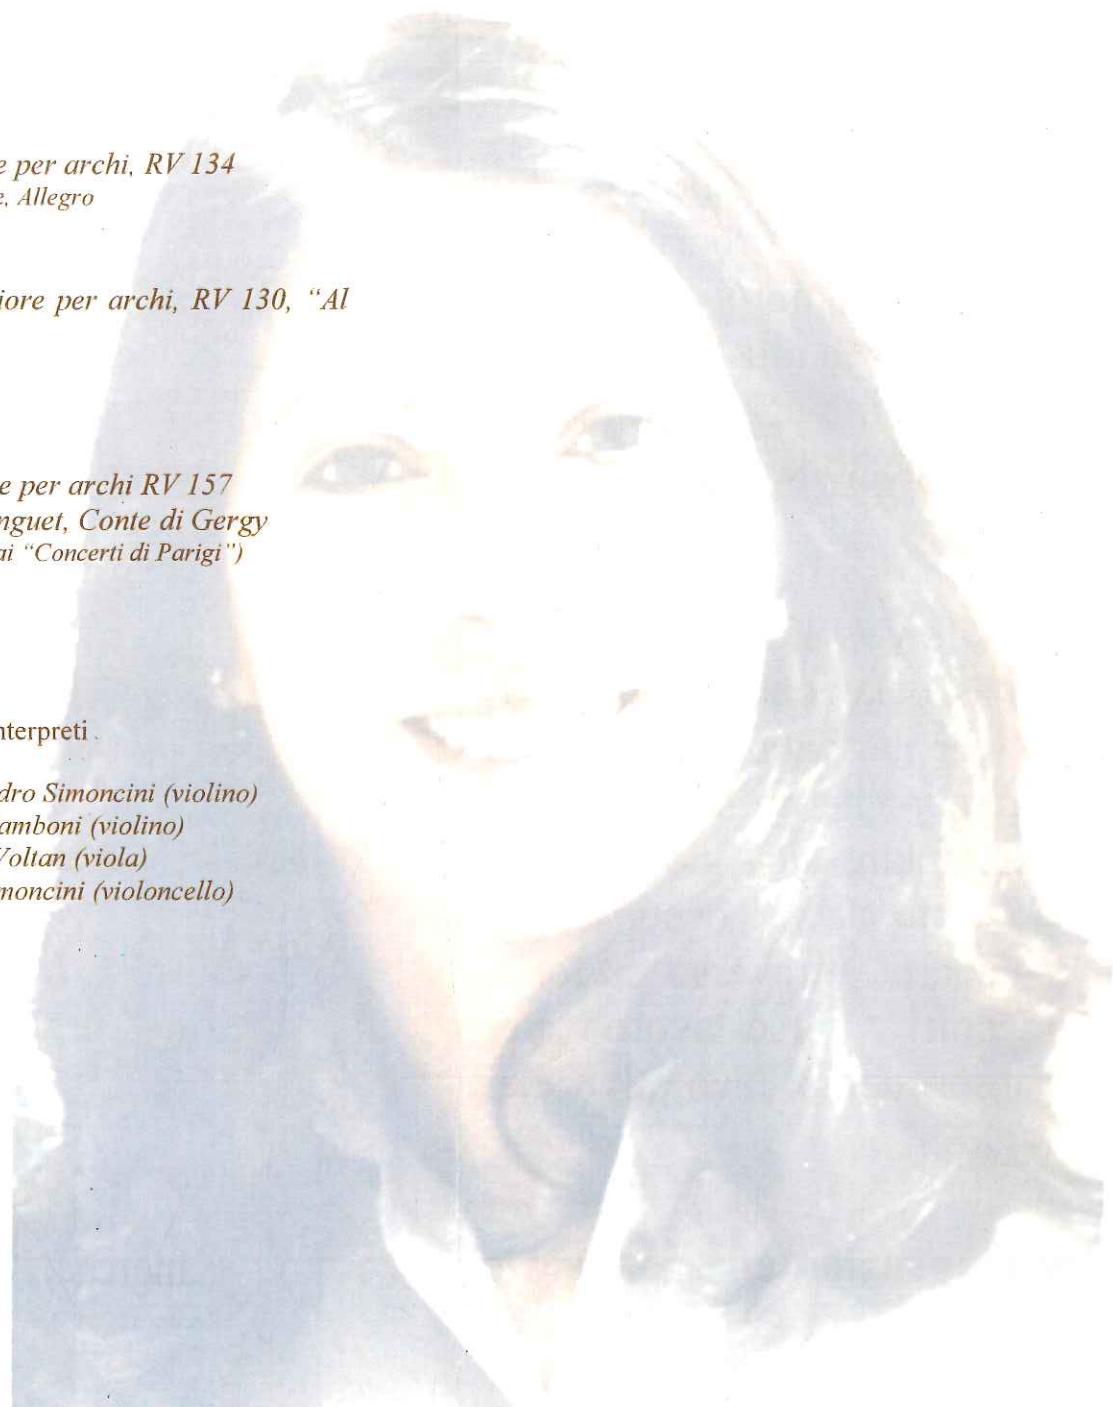 e per archi, RV 134
e, Allegro
iore per archi, RV 130, “Al
e per archi RV 157
nguet, Conte di Gergy
ai “Concerti di Parigi”)
nterpreti
dro Simoncini (violino)
amboni (violino)
Voltan (viola)
moncini (violoncello)